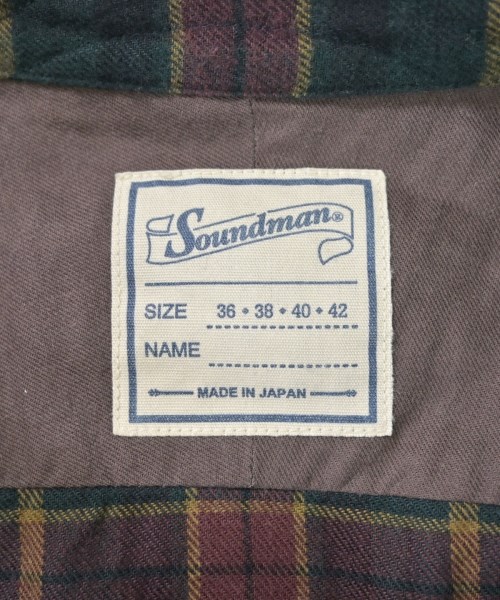 Soundman®
SIZE 36 • 38 • 40 • 42
NAME
MADE IN JAPAN